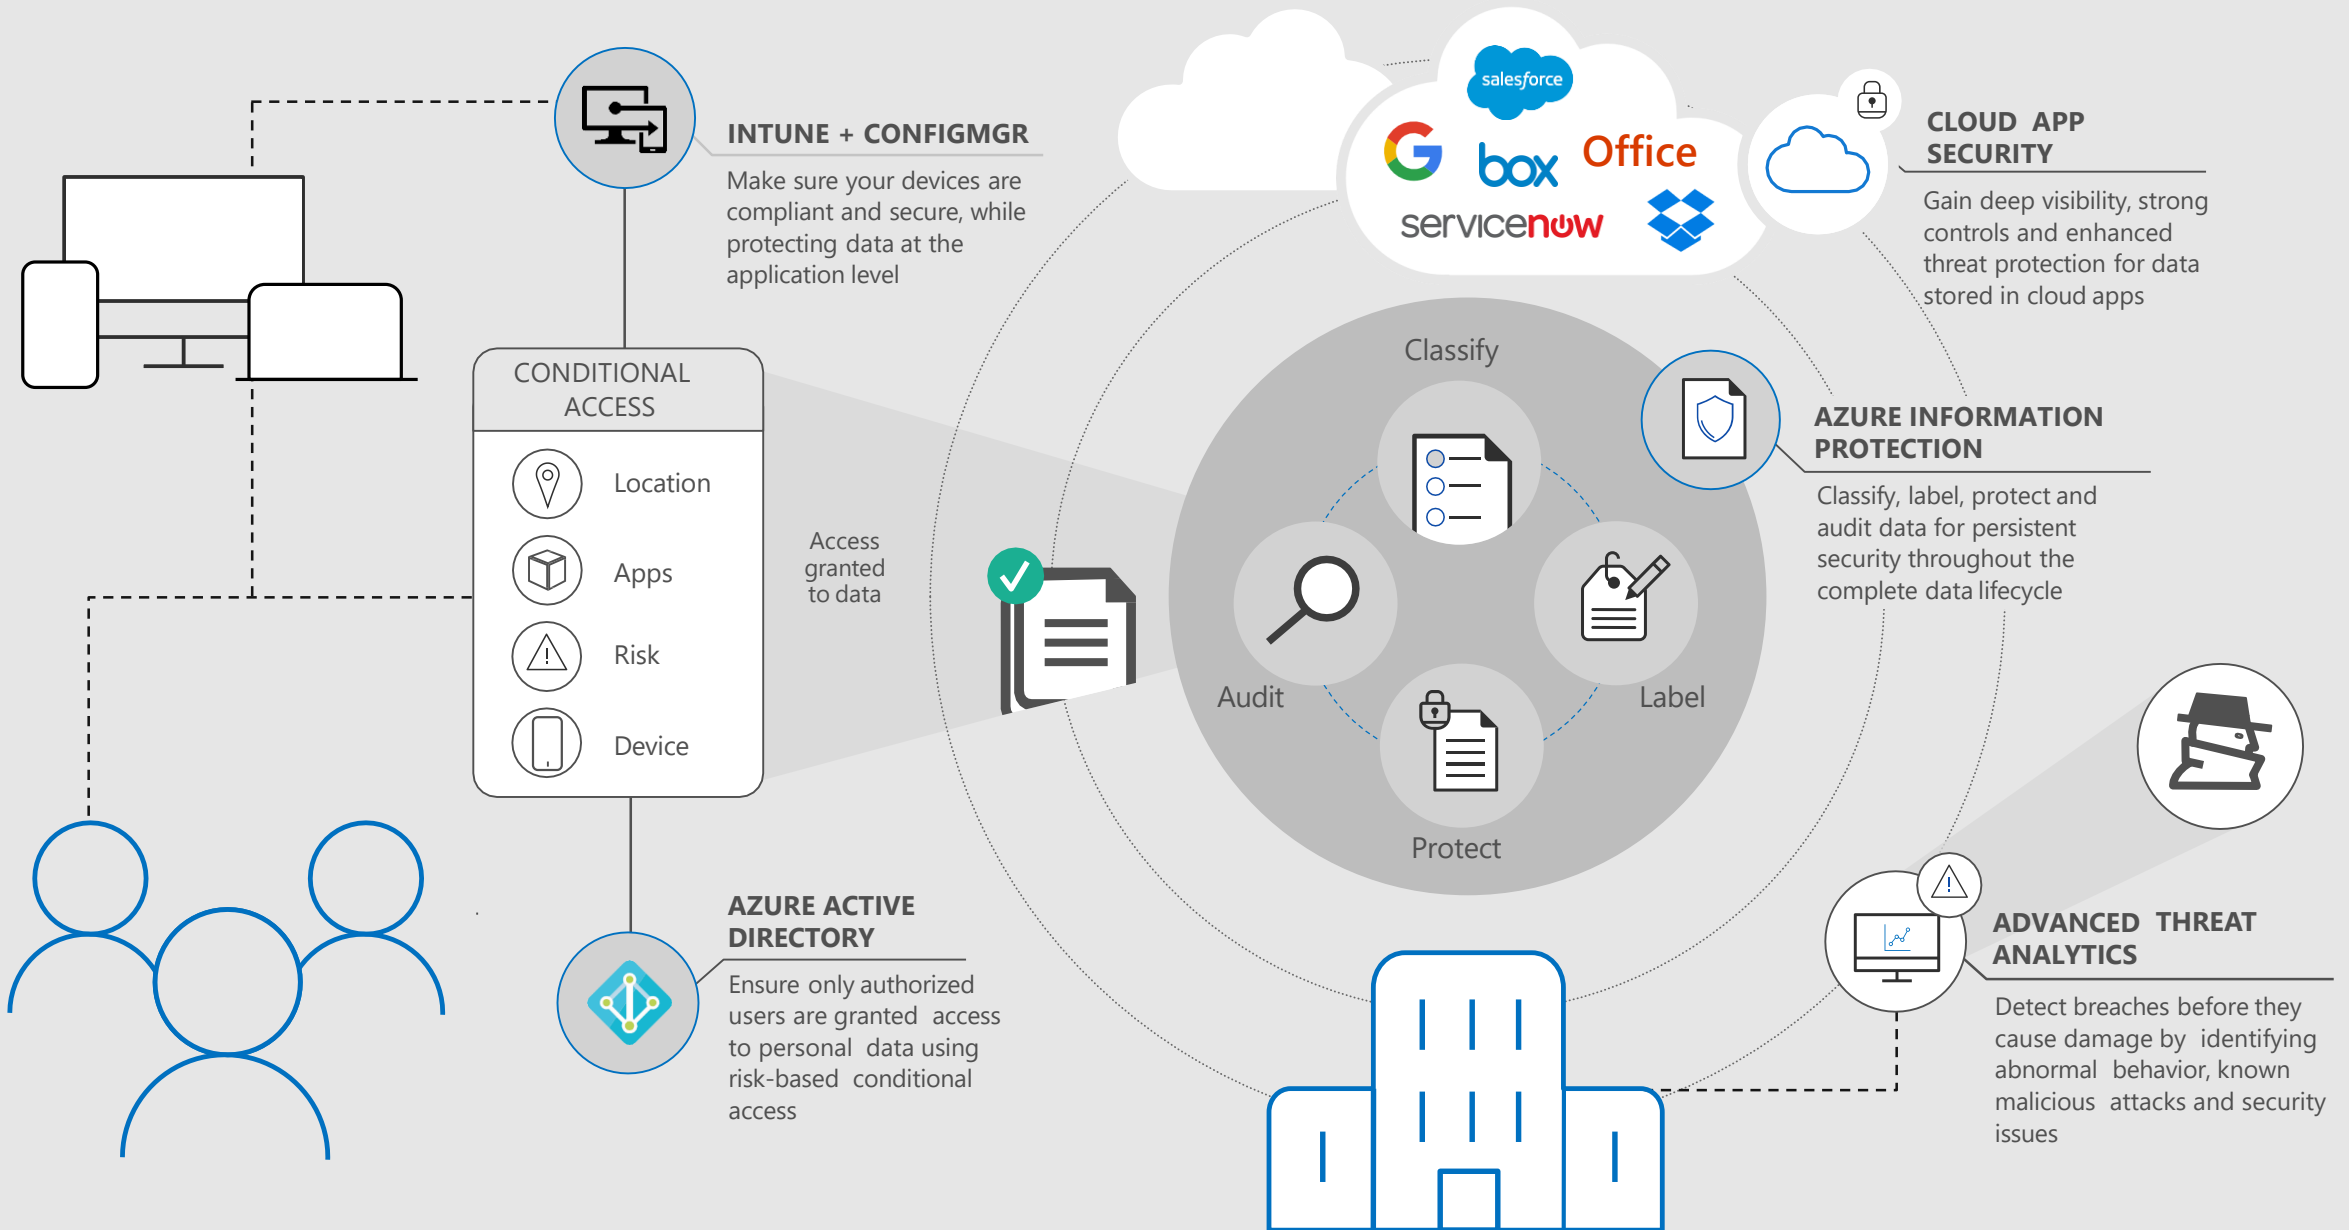 INTUNE + CONFIGMGR
Make sure your devices are
compliant and secure, while
protecting data at the
application level
CONDITIONAL
ACCESS
Location
Apps
Risk
Device
Access
granted
to data
AZURE ACTIVE
DIRECTORY
Ensure only authorized
users are granted access
to personal data using
risk-based conditional
access
salesforce
G
box
Office
servicenow
CLOUD APP
SECURITY
Gain deep visibility, strong
controls and enhanced
threat protection for data
stored in cloud apps
Classify
Audit
Label
Protect
AZURE INFORMATION
PROTECTION
Classify, label, protect and
audit data for persistent
security throughout the
complete data lifecycle
ADVANCED THREAT
ANALYTICS
Detect breaches before they
cause damage by identifying
abnormal behavior, known
malicious attacks and security
issues